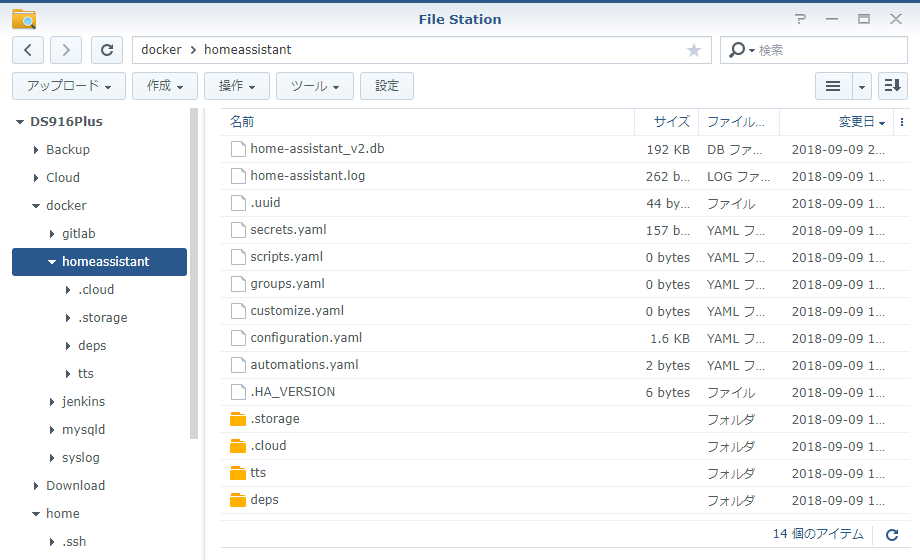 File Station
docker > homeassistant
検索
アップロード 作成 操作 ツール 設定
DS916Plus
Backup
Cloud
docker
gitlab
homeassistant
.cloud
.storage
deps
tts
jenkins
mysqld
syslog
Download
home
.ssh
名前 サイズ ファイル... 変更日
home-assistant_v2.db 192 KB DB ファ... 2018-09-09 2...
home-assistant.log 262 b... LOG ファ... 2018-09-09 1...
.uuid 44 by... ファイル 2018-09-09 1...
secrets.yaml 157 b... YAML フ... 2018-09-09 1...
scripts.yaml 0 bytes YAML フ... 2018-09-09 1...
groups.yaml 0 bytes YAML フ... 2018-09-09 1...
customize.yaml 0 bytes YAML フ... 2018-09-09 1...
configuration.yaml 1.6 KB YAML フ... 2018-09-09 1...
automations.yaml 2 bytes YAML フ... 2018-09-09 1...
.HA_VERSION 6 bytes ファイル 2018-09-09 1...
.storage フォルダ 2018-09-09 1...
.cloud フォルダ 2018-09-09 1...
tts フォルダ 2018-09-09 1...
deps フォルダ 2018-09-09 1...
14 個のアイテム